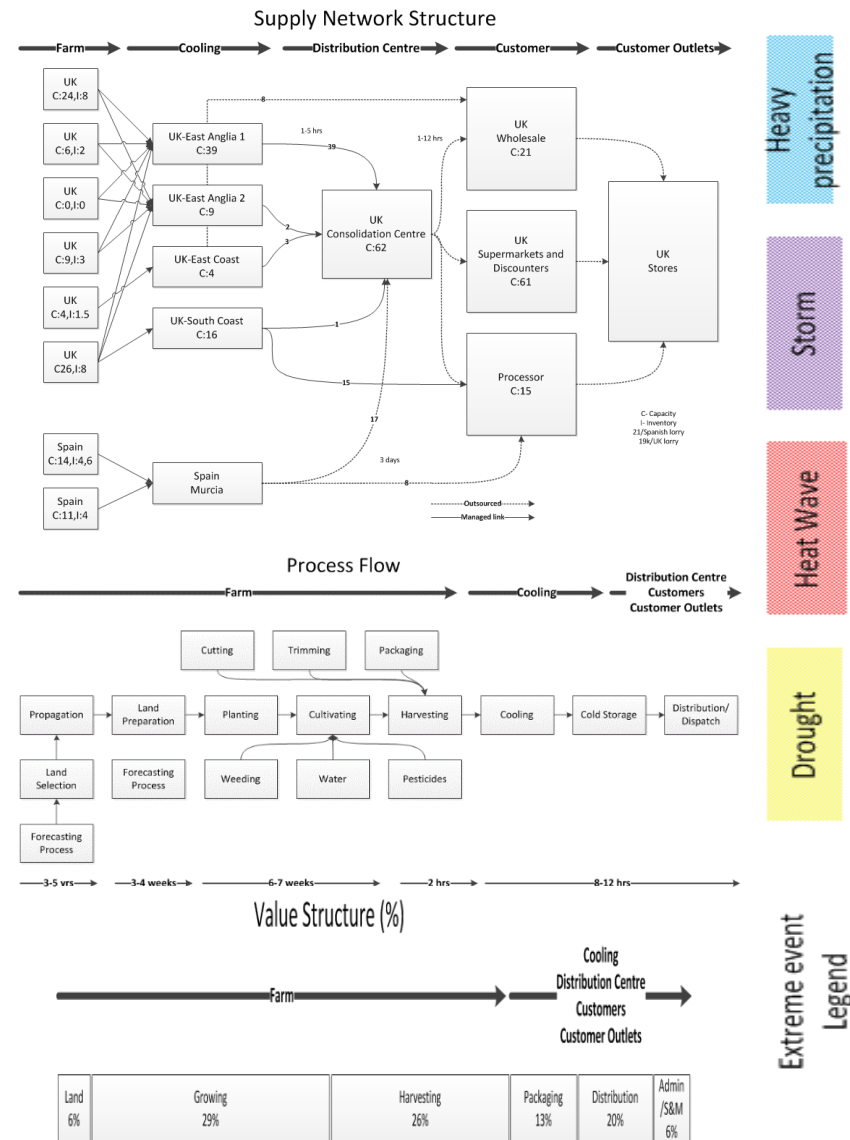 Supply Network Structure
Farm
Cooling
Distribution Centre
Customer
Customer Outlets
UK
C:24,I:8
UK
C:6,I:2
UK
C:0,I:0
UK
C:9,I:3
UK
C:4,I:1.5
UK
C26,I:8
Spain
C:14,I:4,6
Spain
C:11,I:4
UK-East Anglia 1
C:39
UK-East Anglia 2
C:9
UK-East Coast
C:4
UK-South Coast
C:16
Spain
Murcia
8
1-5 hrs
39
2
3
1
15
17
3 days
8
UK
Consolidation Centre
C:62
1-12 hrs
UK
Wholesale
C:21
UK
Supermarkets and
Discounters
C:61
Processor
C:15
UK
Stores
C- Capacity
I- Inventory
21/Spanish lorry
19k/UK lorry
Outsourced
Managed link
Process Flow
Farm
Cooling
Distribution Centre
Customers
Customer Outlets
Cutting
Trimming
Packaging
Propagation
Land
Preparation
Planting
Cultivating
Harvesting
Cooling
Cold Storage
Distribution/
Dispatch
Land
Selection
Forecasting
Process
Weeding
Water
Pesticides
Forecasting
Process
3-5 yrs
3-4 weeks
6-7 weeks
2 hrs
8-12 hrs
Value Structure (%)
Farm
Cooling
Distribution Centre
Customers
Customer Outlets
Land
6%
Growing
29%
Harvesting
26%
Packaging
13%
Distribution
20%
Admin
/S&M
6%
Heavy
precipitation
Storm
Heat Wave
Drought
Extreme event
Legend